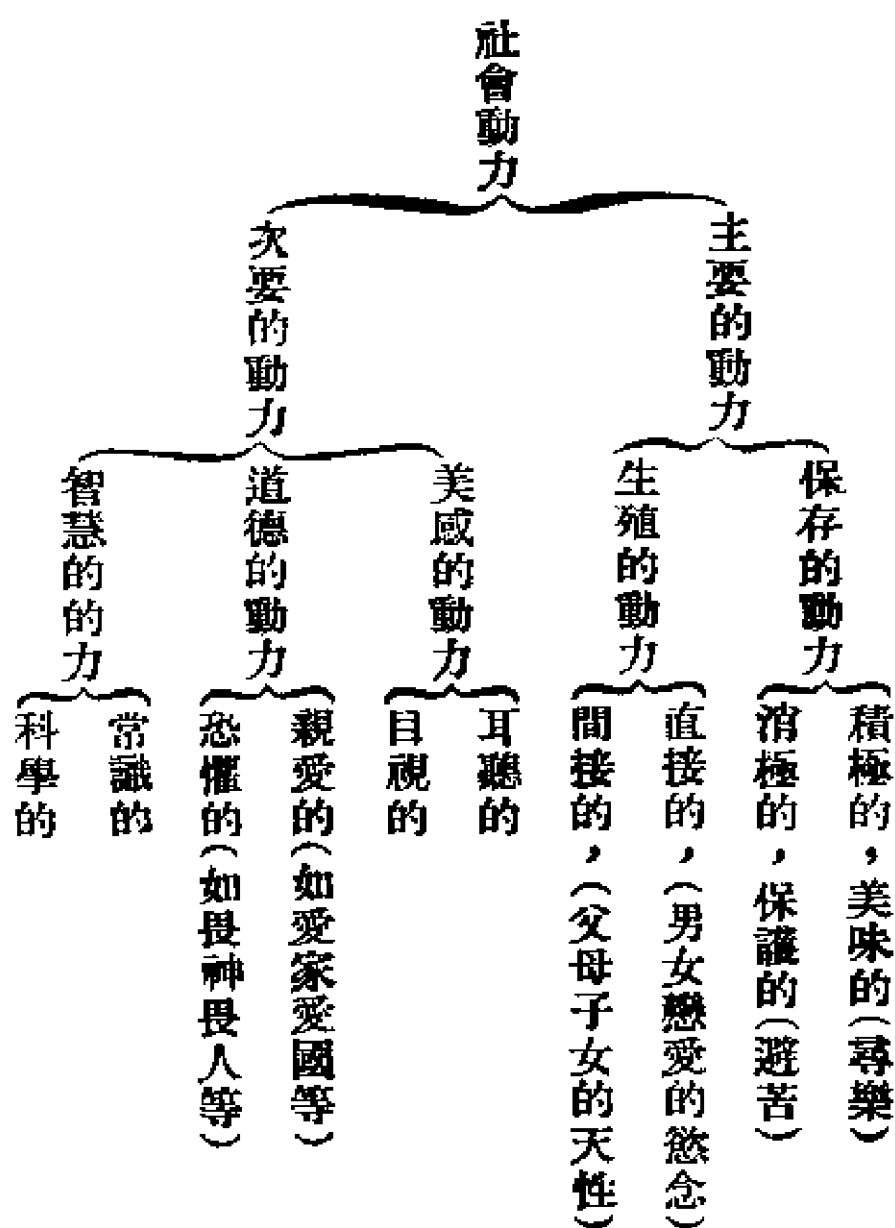 社會動力
主要的動力
次要的動力
保存的動力
生殖的動力
美感的動力
道德的動力
智慧的的力
積極的，美味的（尋樂）
消極的，保護的（避苦）
直接的，（男女戀愛的慾念）
間接的，（父母子女的天性）
耳聽的
目視的
親愛的（如愛家愛國等）
恐懼的（如畏神畏人等）
常識的
科學的